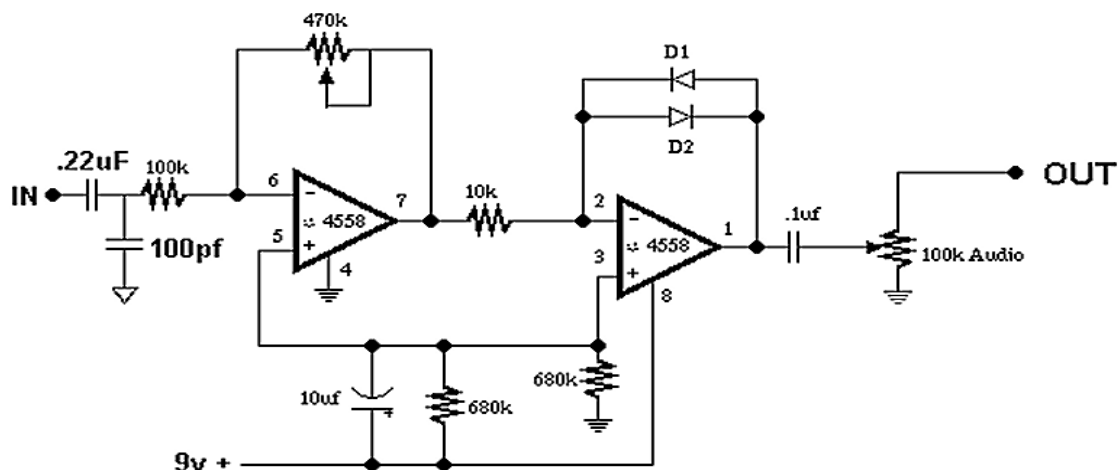 470k
D1
D2
.22uF
100k
IN
6
−
7
10k
2
−
1
.1uf
OUT
4558
4558
100pf
5
+
4
3
+
8
100k Audio
10uf
+
680k
680k
9v +